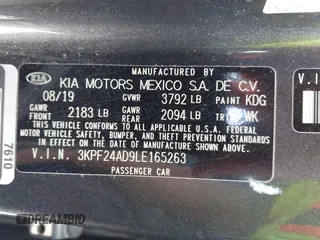 MANUFACTURED BY
KIA KIA MOTORS MEXICO S.A. DE C.V.
08/19 GVWR 3792 LB PAINT KDG
GAWR FRONT 2183 LB GAWR REAR 2094 LB WK
THIS VEHICLE CONFORMS TO ALL APPLICABLE
FEDERAL MOTOR VEHICLE SAFETY,
BUMPER, AND THEFT PREVENTION STANDARDS
IN EFFECT ON THE DATE OF
MANUFACTURE SHOWN ABOVE.
V.I.N. 3KPF24AD9LE165263
PASSENGER CAR
7610
V.I.
DREAMBID